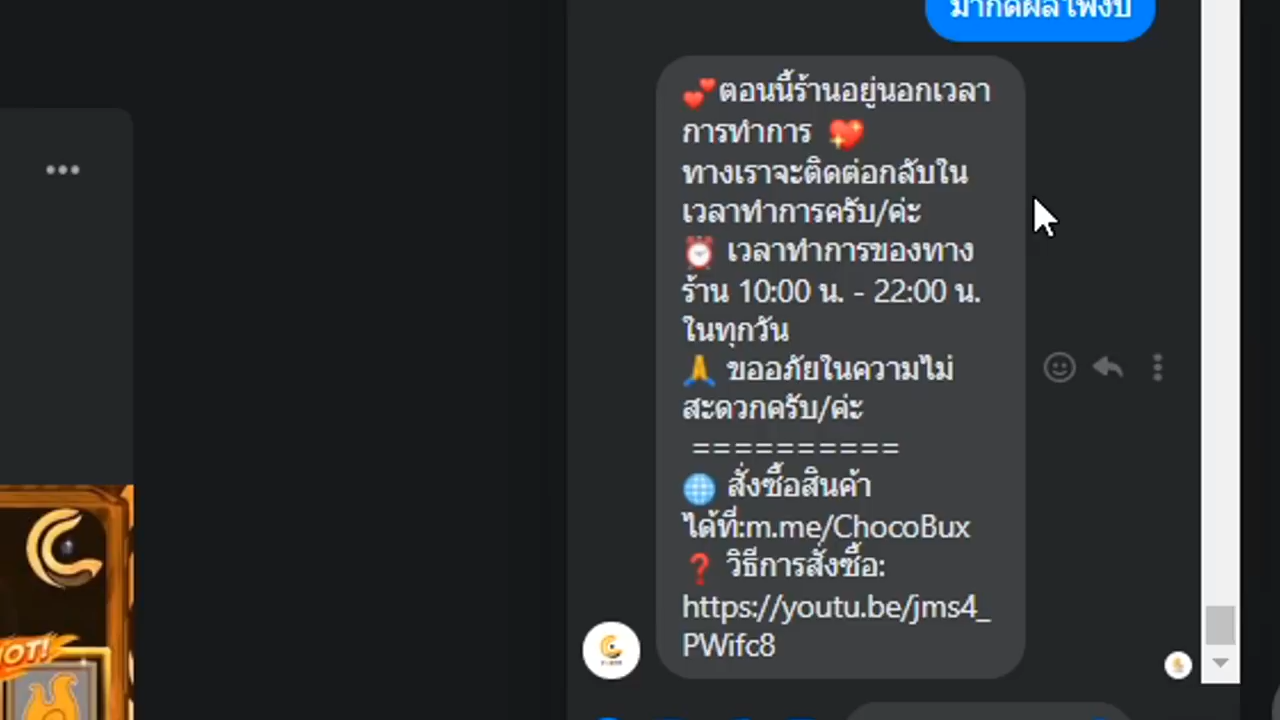 💕ตอนนี้ร้านอยู่นอกเวลา
การทำการ 💖
ทางเราจะติดต่อกลับใน
เวลาทำการครับ/ค่ะ
⏰ เวลาทำการของทาง
ร้าน 10:00 น. - 22:00 น.
ในทุกวัน
🙏 ขออภัยในความไม่
สะดวกครับ/ค่ะ
==========
🌐 สั่งซื้อสินค้า
ได้ที่:m.me/ChocoBux
❓ วิธีการสั่งซื้อ:
https://youtu.be/jms4_
PWifc8
HOT!